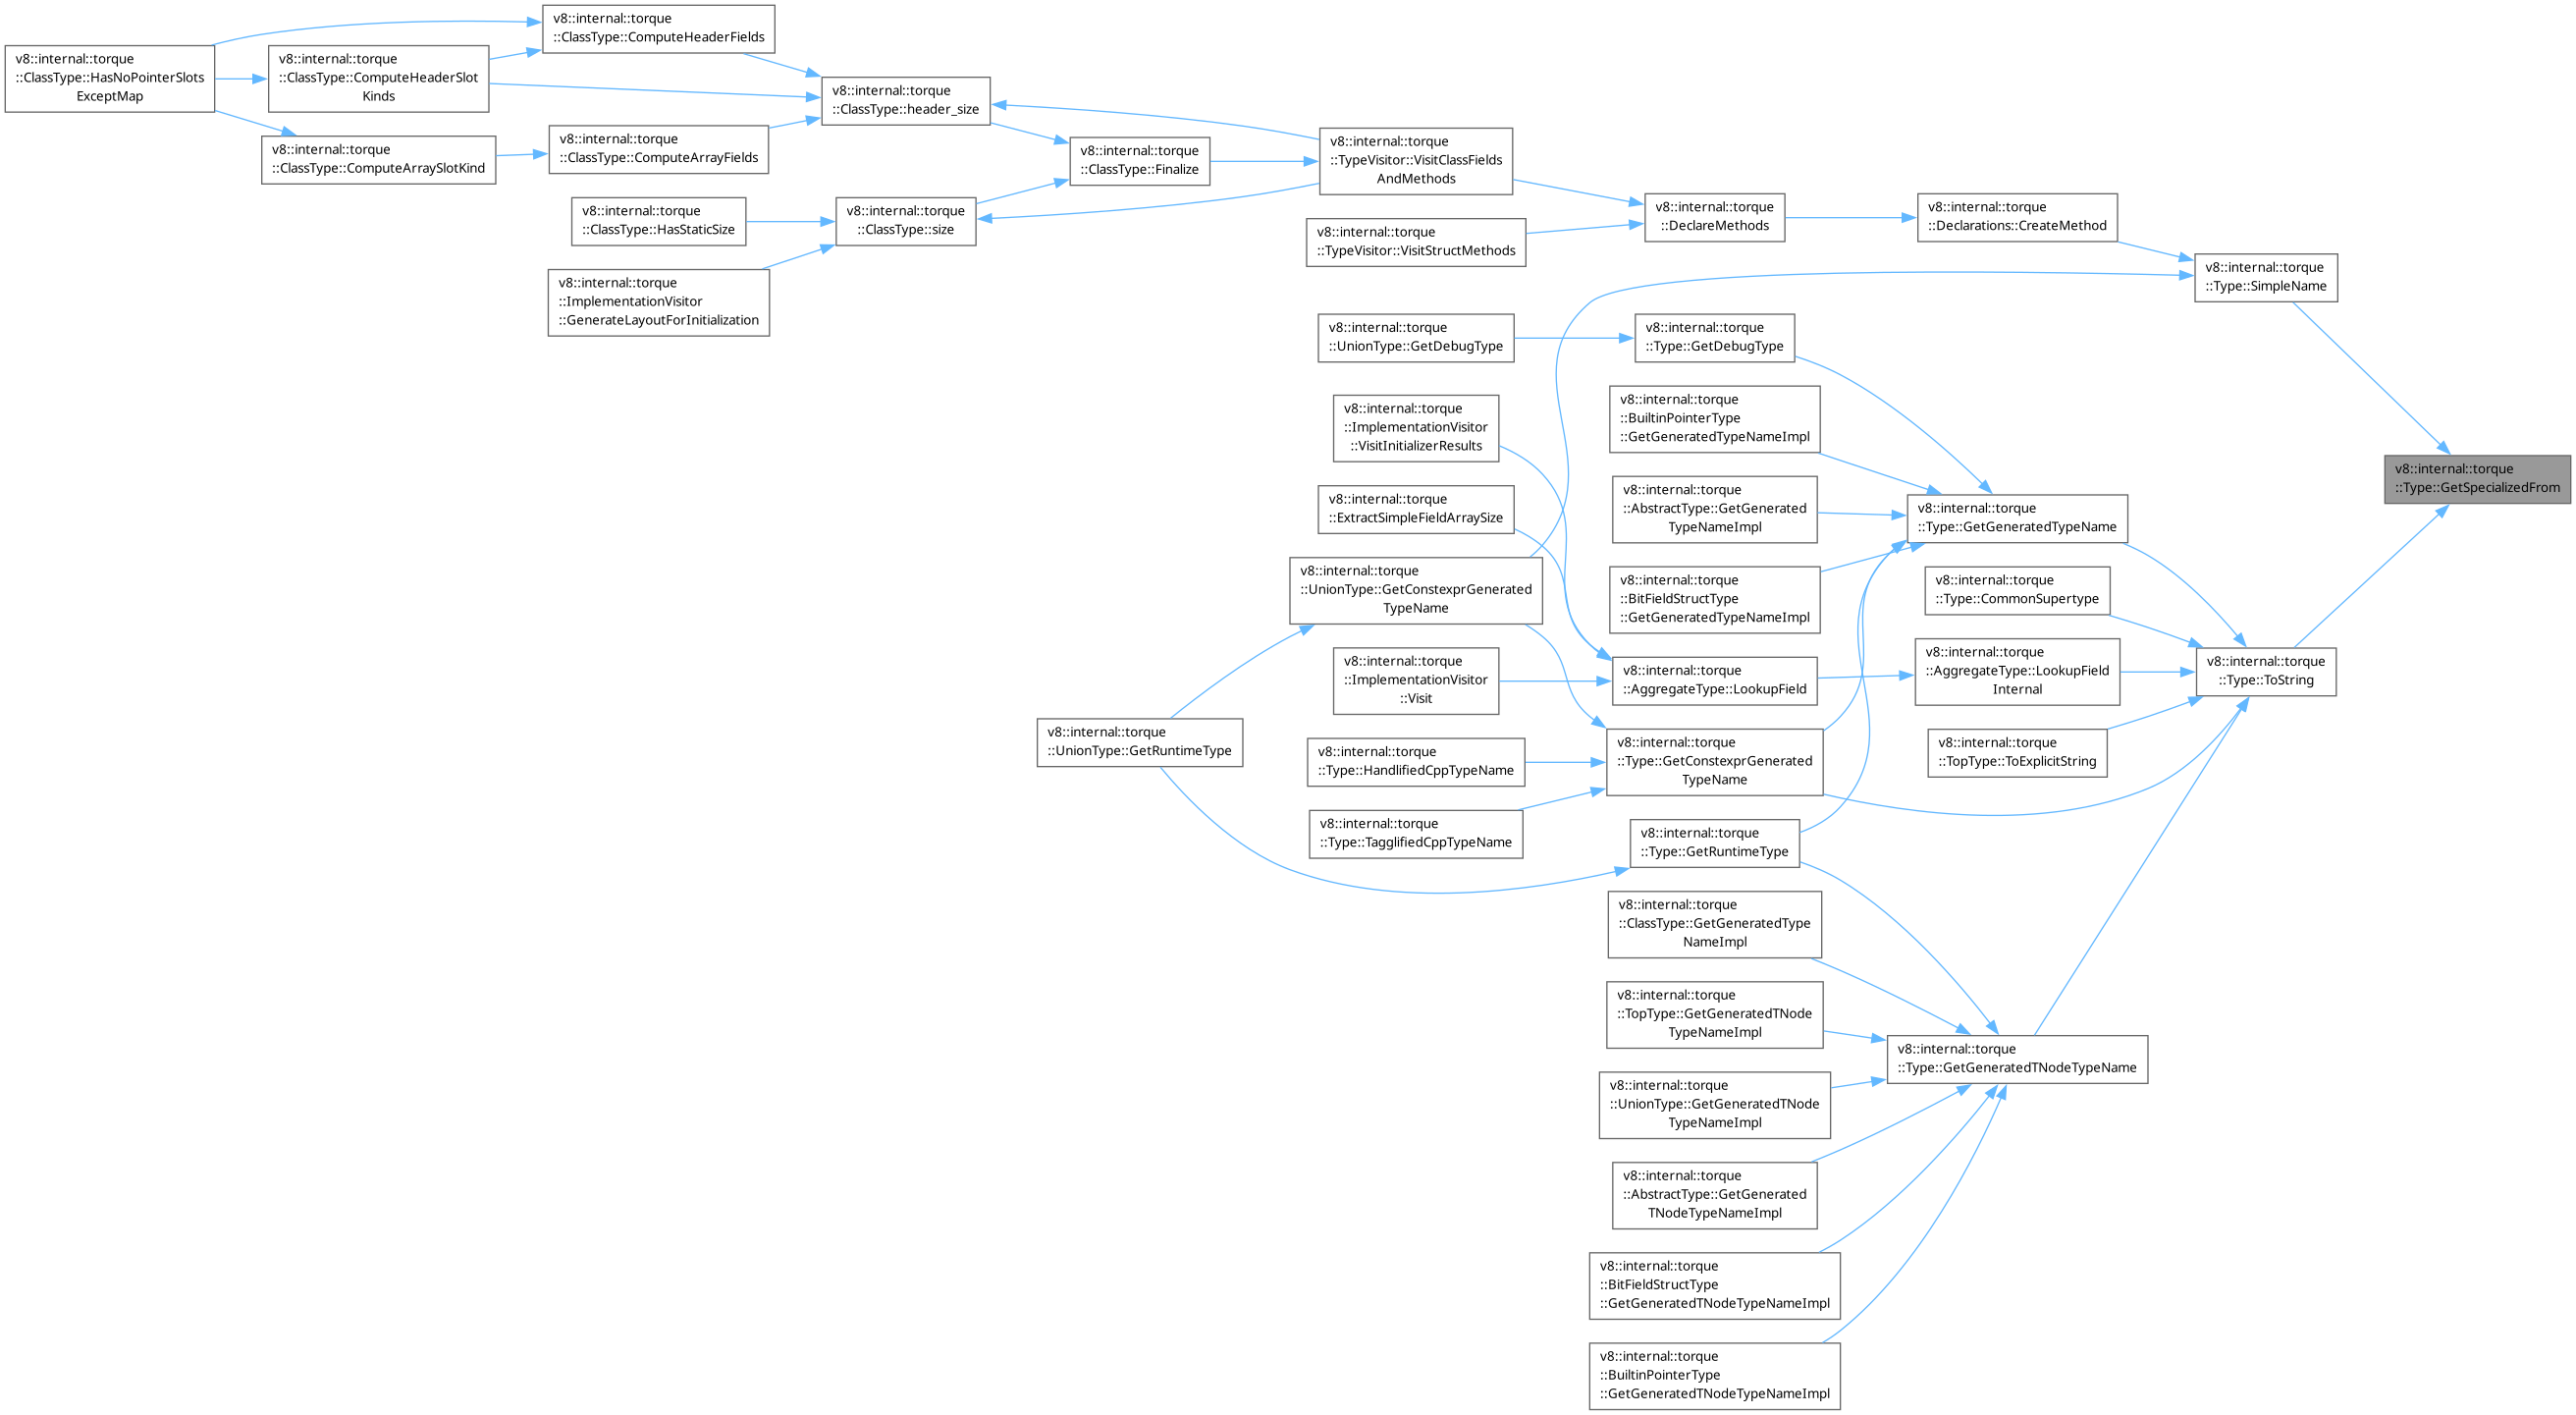 v8::internal::torque
::ClassType::HasNoPointerSlots
ExceptMap
v8::internal::torque
::ClassType::ComputeHeaderSlot
Kinds
v8::internal::torque
::ClassType::ComputeArraySlotKind
v8::internal::torque
::ClassType::ComputeHeaderFields
v8::internal::torque
::ClassType::ComputeArrayFields
v8::internal::torque
::ClassType::HasStaticSize
v8::internal::torque
::ImplementationVisitor
::GenerateLayoutForInitialization
v8::internal::torque
::ClassType::header_size
v8::internal::torque
::ClassType::size
v8::internal::torque
::ClassType::Finalize
v8::internal::torque
::UnionType::GetRuntimeType
v8::internal::torque
::TypeVisitor::VisitClassFields
AndMethods
v8::internal::torque
::TypeVisitor::VisitStructMethods
v8::internal::torque
::UnionType::GetDebugType
v8::internal::torque
::ImplementationVisitor
::VisitInitializerResults
v8::internal::torque
::ExtractSimpleFieldArraySize
v8::internal::torque
::UnionType::GetConstexprGenerated
TypeName
v8::internal::torque
::ImplementationVisitor
::Visit
v8::internal::torque
::Type::HandlifiedCppTypeName
v8::internal::torque
::Type::TagglifiedCppTypeName
v8::internal::torque
::DeclareMethods
v8::internal::torque
::Type::GetDebugType
v8::internal::torque
::BuiltinPointerType
::GetGeneratedTypeNameImpl
v8::internal::torque
::AbstractType::GetGenerated
TypeNameImpl
v8::internal::torque
::BitFieldStructType
::GetGeneratedTypeNameImpl
v8::internal::torque
::AggregateType::LookupField
v8::internal::torque
::Type::GetConstexprGenerated
TypeName
v8::internal::torque
::Type::GetRuntimeType
v8::internal::torque
::ClassType::GetGeneratedType
NameImpl
v8::internal::torque
::TopType::GetGeneratedTNode
TypeNameImpl
v8::internal::torque
::UnionType::GetGeneratedTNode
TypeNameImpl
v8::internal::torque
::AbstractType::GetGenerated
TNodeTypeNameImpl
v8::internal::torque
::BitFieldStructType
::GetGeneratedTNodeTypeNameImpl
v8::internal::torque
::BuiltinPointerType
::GetGeneratedTNodeTypeNameImpl
v8::internal::torque
::Declarations::CreateMethod
v8::internal::torque
::Type::GetGeneratedTypeName
v8::internal::torque
::Type::CommonSupertype
v8::internal::torque
::AggregateType::LookupField
Internal
v8::internal::torque
::TopType::ToExplicitString
v8::internal::torque
::Type::GetGeneratedTNodeTypeName
v8::internal::torque
::Type::SimpleName
v8::internal::torque
::Type::ToString
v8::internal::torque
::Type::GetSpecializedFrom